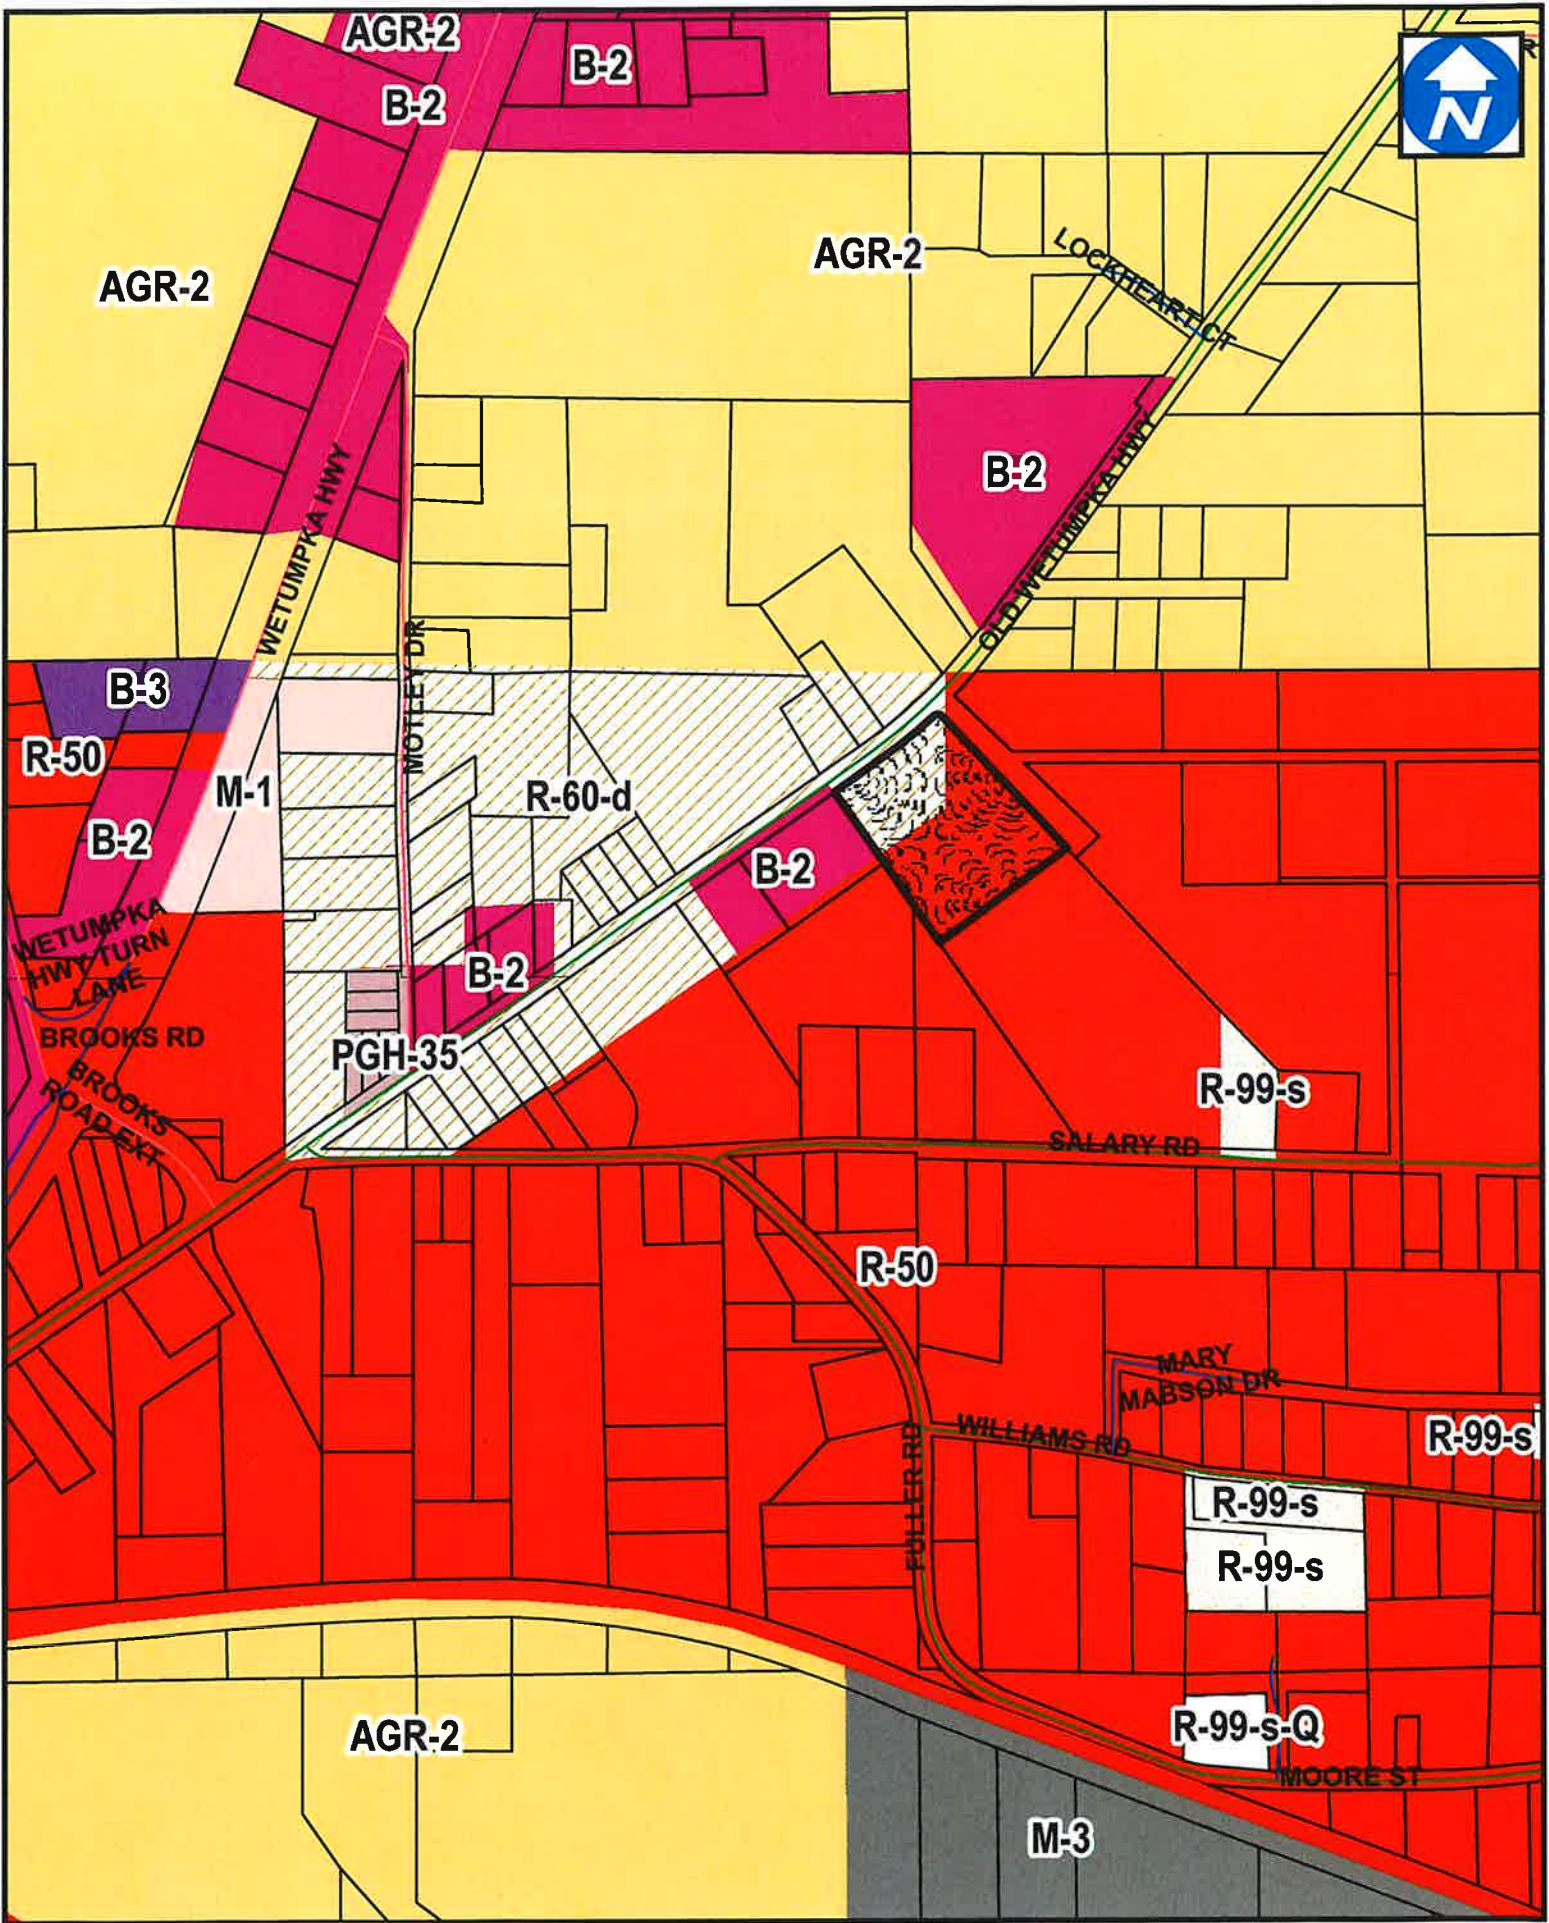 AGR-2
B-2
B-2
N
R
AGR-2
AGR-2
LOCKHEART CT
B-2
WETUMPKA HWY
OLD WETUMPKA HWY
MOTLEY DR
B-3
R-50
M-1
R-60-d
B-2
B-2
WETUMPKA
HWY TURN
LANE
B-2
BROOKS RD
PGH-35
BROOKS
ROAD EXT
R-99-s
SALARY RD
R-50
MARY
MABSON DR
WILLIAMS RD
R-99-s
FULLER RD
R-99-s
R-99-s
R-99-s-Q
AGR-2
MOORE ST
M-3